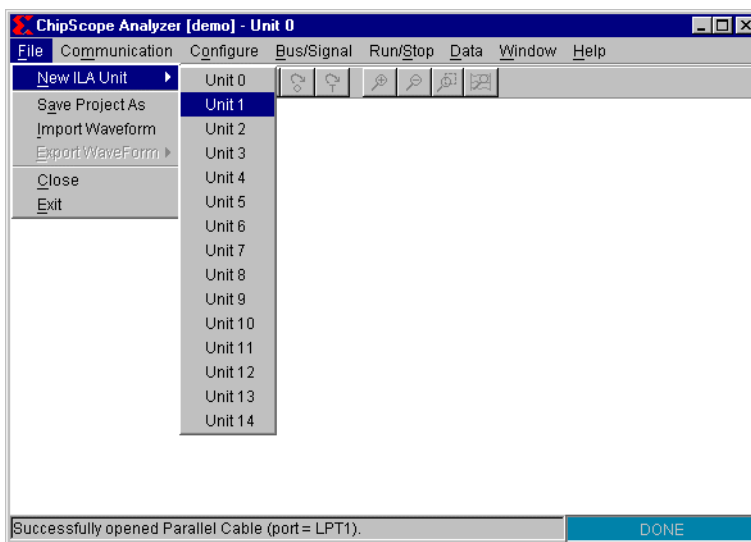 ChipScope Analyzer [demo] - Unit 0
File Communication Configure Bus/Signal Run/Stop Data Window Help
New ILA Unit
Save Project As
Import Waveform
Export WaveForm
Close
Exit
Unit 0
Unit 1
Unit 2
Unit 3
Unit 4
Unit 5
Unit 6
Unit 7
Unit 8
Unit 9
Unit 10
Unit 11
Unit 12
Unit 13
Unit 14
Successfully opened Parallel Cable (port = LPT1).
DONE